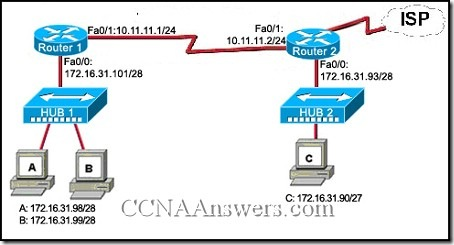 Fa0/1:10.11.11.1/24
Router 1
Fa0/0:
172.16.31.101/28
HUB 1
A
B
A: 172.16.31.98/28
B: 172.16.31.99/28
Fa0/1:
10.11.11.2/24
ISP
Router 2
Fa0/0:
172.16.31.93/28
HUB 2
C
C: 172.16.31.90/27
CCNAAnswers.com